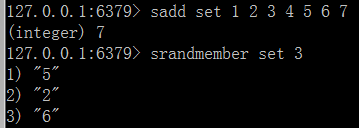 127.0.0.1:6379> sadd set 1 2 3 4 5 6 7
(integer) 7
127.0.0.1:6379> srandmember set 3
1) "5"
2) "2"
3) "6"